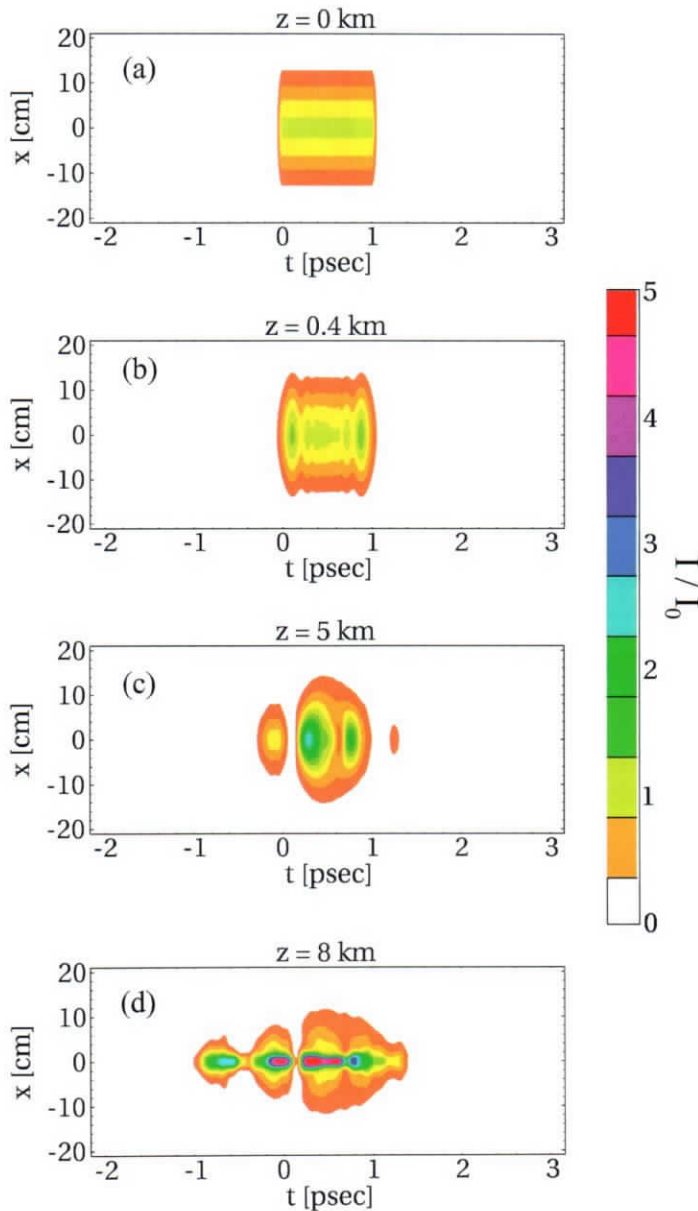 z = 0 km
(a)
20
10
0
-10
-20
x [cm]
-2 -1 0 1 2 3
t [psec]
z = 0.4 km
(b)
20
10
0
-10
-20
x [cm]
-2 -1 0 1 2 3
t [psec]
z = 5 km
(c)
20
10
0
-10
-20
x [cm]
-2 -1 0 1 2 3
t [psec]
z = 8 km
(d)
20
10
0
-10
-20
x [cm]
-2 -1 0 1 2 3
t [psec]
5
4
3
2
1
0
I / I₀